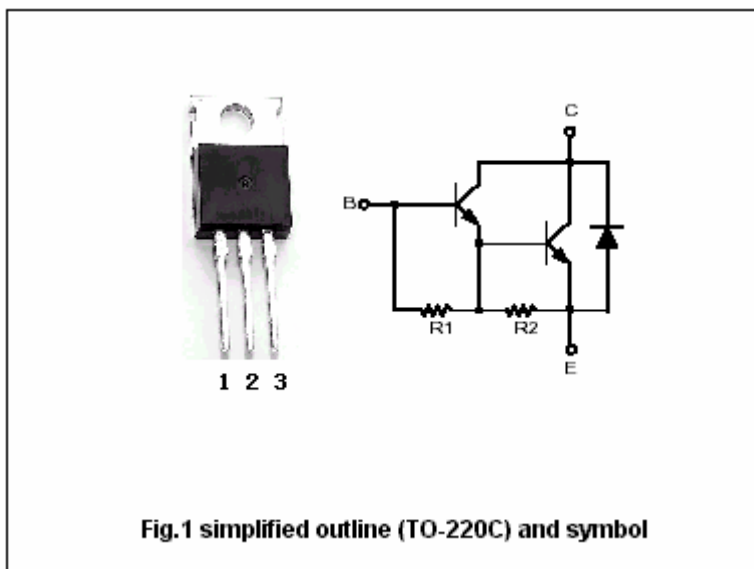 C
B
R1 R2
E
1 2 3
Fig.1 simplified outline (TO-220C) and symbol